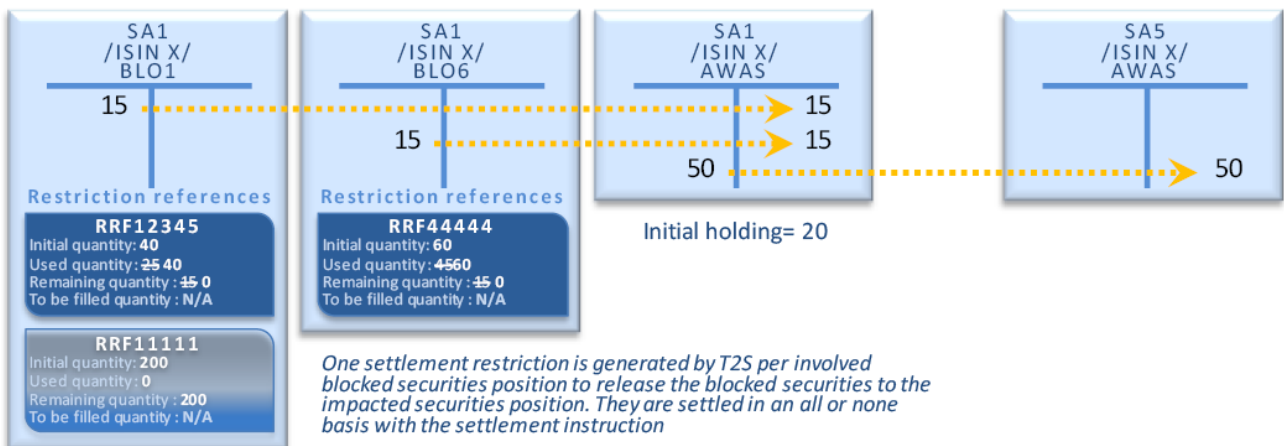 SA1
/ISIN X/
BLO1
15
Restriction references
RRF12345
Initial quantity: 40
Used quantity: 25 40
Remaining quantity : 15 0
To be filled quantity : N/A
RRF11111
Initial quantity: 200
Used quantity: 0
Remaining quantity : 200
To be filled quantity : N/A
SA1
/ISIN X/
BLO6
15
Restriction references
RRF44444
Initial quantity: 60
Used quantity: 4560
Remaining quantity : 15 0
To be filled quantity : N/A
SA1
/ISIN X/
AWAS
15
15
50
Initial holding= 20
SA5
/ISIN X/
AWAS
50
One settlement restriction is generated by T2S per involved
blocked securities position to release the blocked securities to the
impacted securities position. They are settled in an all or none
basis with the settlement instruction